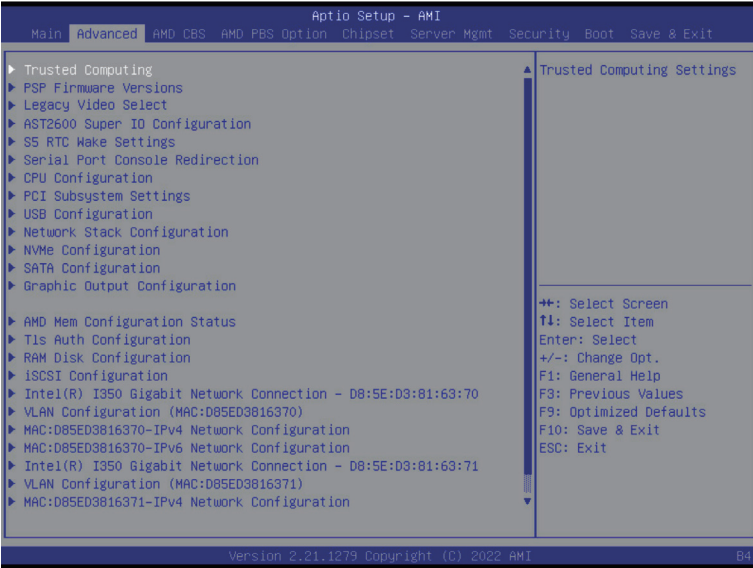 Aptio Setup – AMI
Main Advanced AMD CBS AMD PBS Option Chipset Server Mgmt Security Boot Save & Exit
Trusted Computing
PSP Firmware Versions
Legacy Video Select
AST2600 Super IO Configuration
S5 RTC Wake Settings
Serial Port Console Redirection
CPU Configuration
PCI Subsystem Settings
USB Configuration
Network Stack Configuration
NVMe Configuration
SATA Configuration
Graphic Output Configuration
AMD Mem Configuration Status
Tls Auth Configuration
RAM Disk Configuration
iSCSI Configuration
Intel(R) I350 Gigabit Network Connection – D8:5E:D3:81:63:70
VLAN Configuration (MAC:D85ED3816370)
MAC:D85ED3816370–IPv4 Network Configuration
MAC:D85ED3816370–IPv6 Network Configuration
Intel(R) I350 Gigabit Network Connection – D8:5E:D3:81:63:71
VLAN Configuration (MAC:D85ED3816371)
MAC:D85ED3816371–IPv4 Network Configuration
Trusted Computing Settings
→←: Select Screen
↑↓: Select Item
Enter: Select
+/–: Change Opt.
F1: General Help
F3: Previous Values
F9: Optimized Defaults
F10: Save & Exit
ESC: Exit
Version 2.21.1279 Copyright (C) 2022 AMI
B4